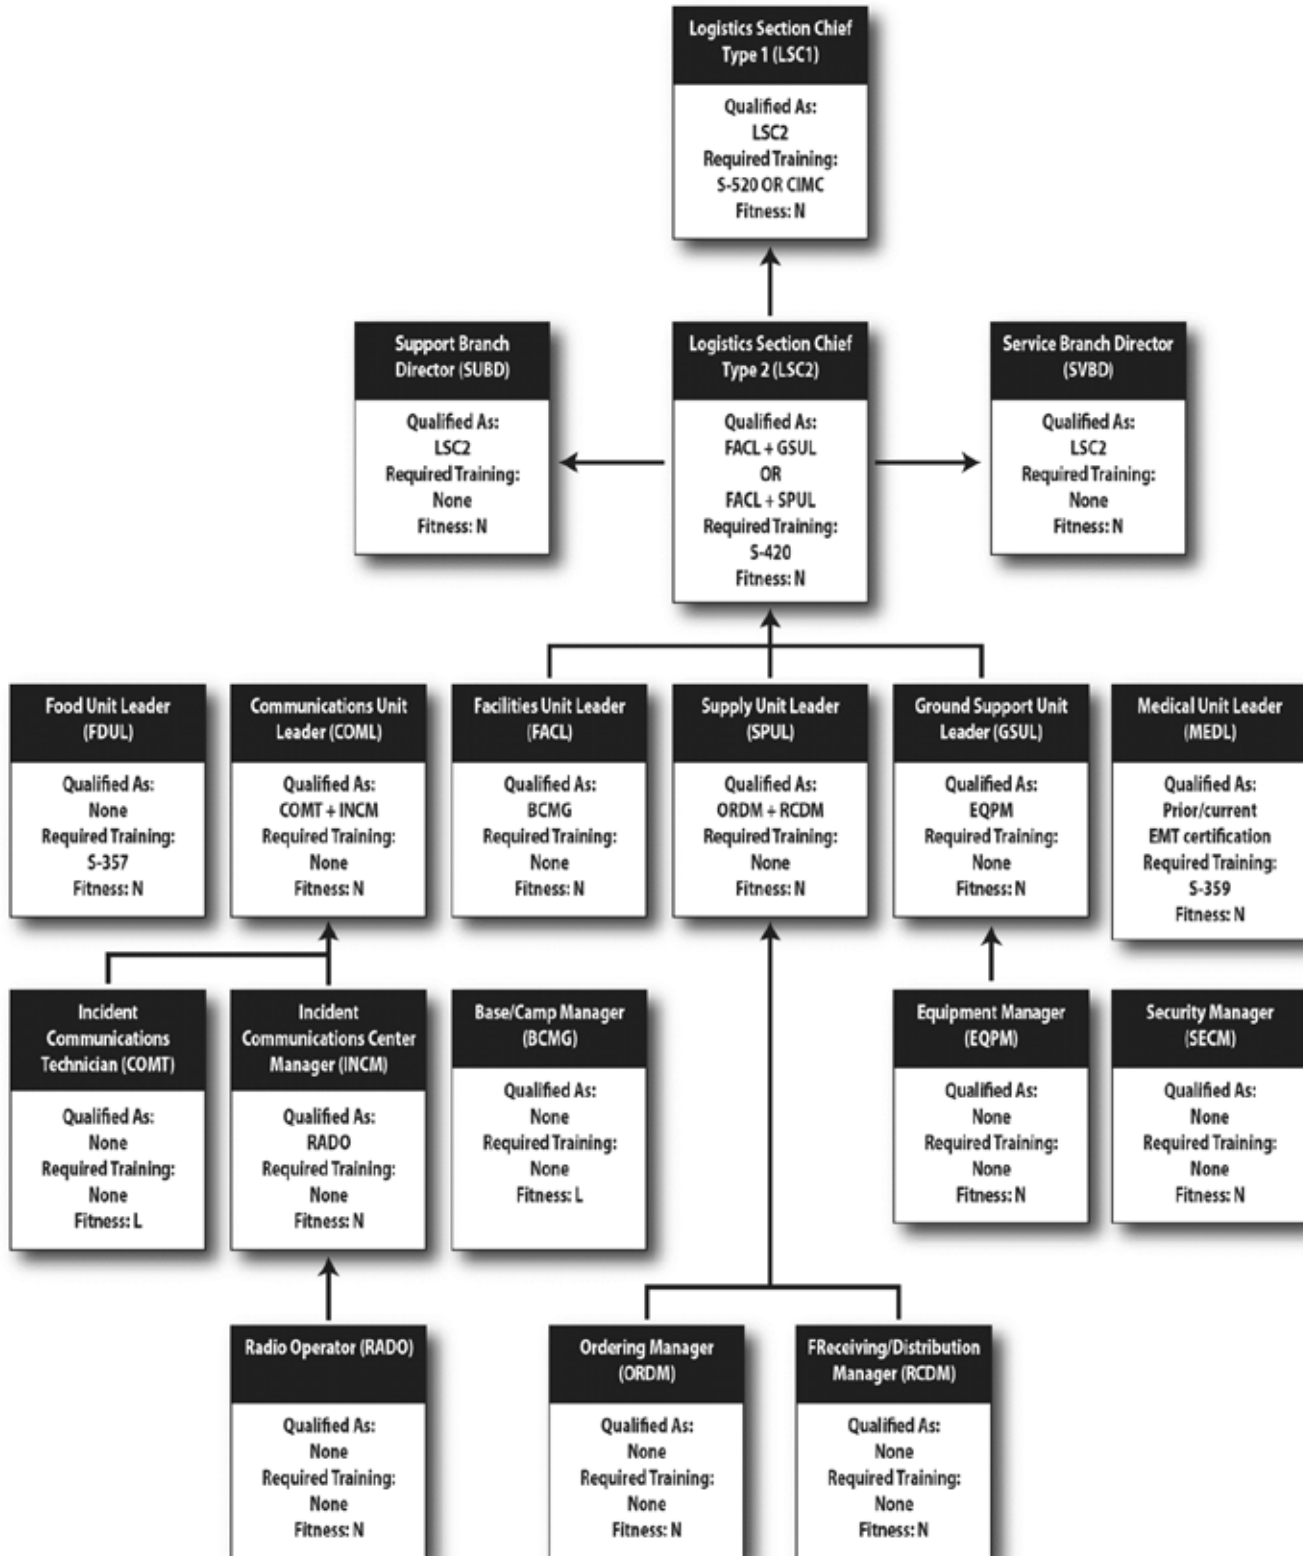 Logistics Section Chief
Type 1 (LSC1)
Qualified As:
LSC2
Required Training:
S-520 OR CIMC
Fitness: N
Support Branch
Director (SUBD)
Qualified As:
LSC2
Required Training:
None
Fitness: N
Logistics Section Chief
Type 2 (LSC2)
Qualified As:
FACL + GSUL
OR
FACL + SPUL
Required Training:
S-420
Fitness: N
Service Branch Director
(SVBD)
Qualified As:
LSC2
Required Training:
None
Fitness: N
Food Unit Leader
(FDUL)
Qualified As:
None
Required Training:
S-357
Fitness: N
Communications Unit
Leader (COML)
Qualified As:
COMT + INCM
Required Training:
None
Fitness: N
Facilities Unit Leader
(FACL)
Qualified As:
BCMG
Required Training:
None
Fitness: N
Supply Unit Leader
(SPUL)
Qualified As:
ORDM + RCDM
Required Training:
None
Fitness: N
Ground Support Unit
Leader (GSUL)
Qualified As:
EQPM
Required Training:
None
Fitness: N
Medical Unit Leader
(MEDL)
Qualified As:
Prior/current
EMT certification
Required Training:
S-359
Fitness: N
Incident
Communications
Technician (COMT)
Qualified As:
None
Required Training:
None
Fitness: L
Incident
Communications Center
Manager (INCM)
Qualified As:
RADO
Required Training:
None
Fitness: N
Base/Camp Manager
(BCMG)
Qualified As:
None
Required Training:
None
Fitness: L
Equipment Manager
(EQPM)
Qualified As:
None
Required Training:
None
Fitness: N
Security Manager
(SECM)
Qualified As:
None
Required Training:
None
Fitness: N
Radio Operator (RADO)
Qualified As:
None
Required Training:
None
Fitness: N
Ordering Manager
(ORDM)
Qualified As:
None
Required Training:
None
Fitness: N
FReceiving/Distribution
Manager (RCDM)
Qualified As:
None
Required Training:
None
Fitness: N